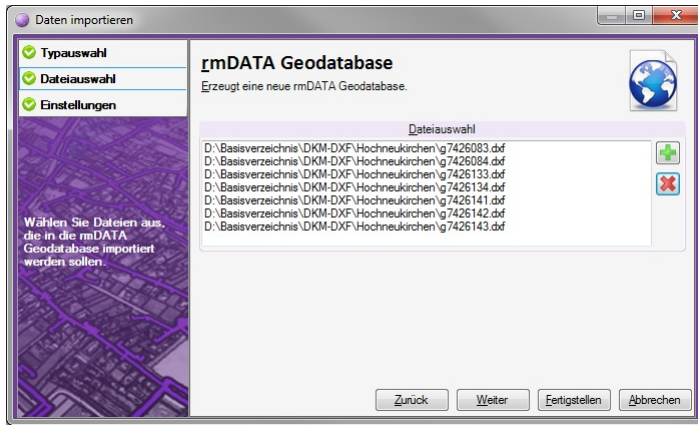 Daten importieren
Typauswahl
Dateiauswahl
Einstellungen
Wählen Sie Dateien aus,
die in die rmDATA
Geodatabase importiert
werden sollen.
rmDATA Geodatabase
Erzeugt eine neue rmDATA Geodatabase.
Dateiauswahl
D:\Basisverzeichnis\DKM-DXF\Hochneukirchen\g7426083.dxf
D:\Basisverzeichnis\DKM-DXF\Hochneukirchen\g7426084.dxf
D:\Basisverzeichnis\DKM-DXF\Hochneukirchen\g7426133.dxf
D:\Basisverzeichnis\DKM-DXF\Hochneukirchen\g7426134.dxf
D:\Basisverzeichnis\DKM-DXF\Hochneukirchen\g7426141.dxf
D:\Basisverzeichnis\DKM-DXF\Hochneukirchen\g7426142.dxf
D:\Basisverzeichnis\DKM-DXF\Hochneukirchen\g7426143.dxf
Zurück Weiter Fertigstellen Abbrechen